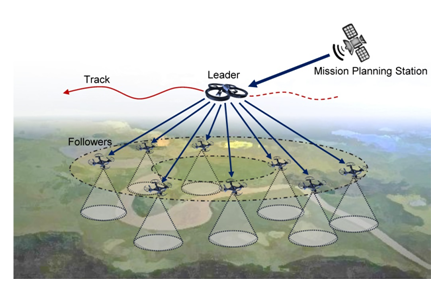 Leader
Mission Planning Station
Track
Followers